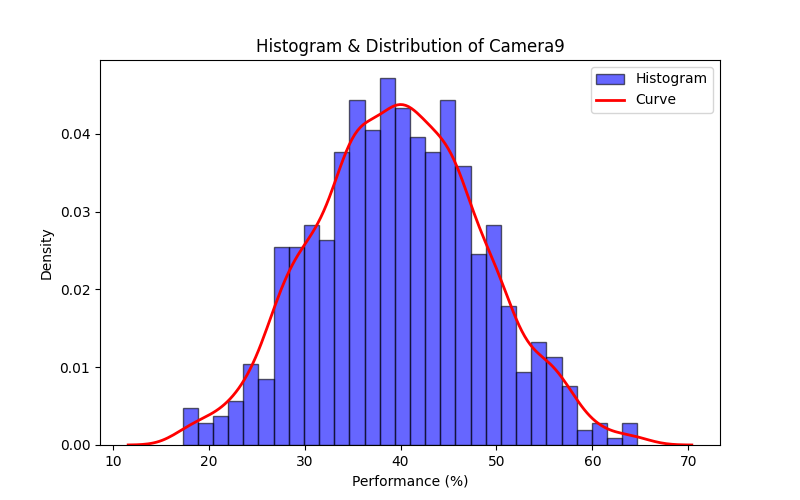 Histogram & Distribution of Camera9
Histogram
Curve
0.04
0.03
0.02
0.01
0.00
Density
10 20 30 40 50 60 70
Performance (%)